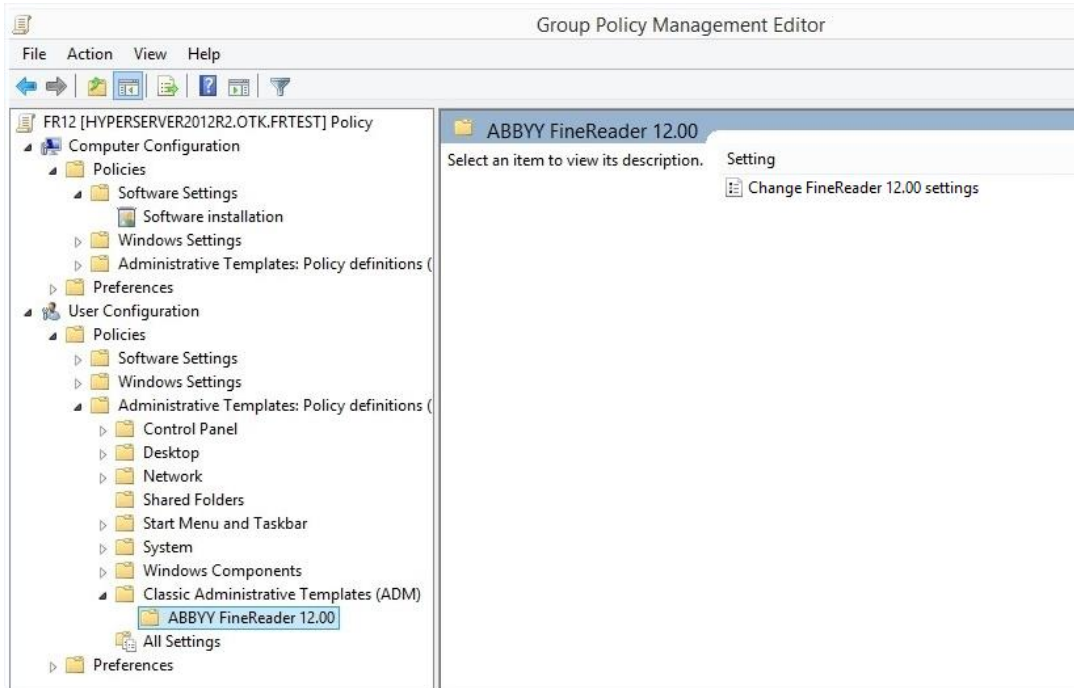 Group Policy Management Editor
File Action View Help
FR12 [HYPERSERVER2012R2.OTK.FRTEST] Policy
Computer Configuration
Policies
Software Settings
Software installation
Windows Settings
Administrative Templates: Policy definitions (
Preferences
User Configuration
Policies
Software Settings
Windows Settings
Administrative Templates: Policy definitions (
Control Panel
Desktop
Network
Shared Folders
Start Menu and Taskbar
System
Windows Components
Classic Administrative Templates (ADM)
ABBYY FineReader 12.00
All Settings
Preferences
ABBYY FineReader 12.00
Select an item to view its description.
Setting
Change FineReader 12.00 settings